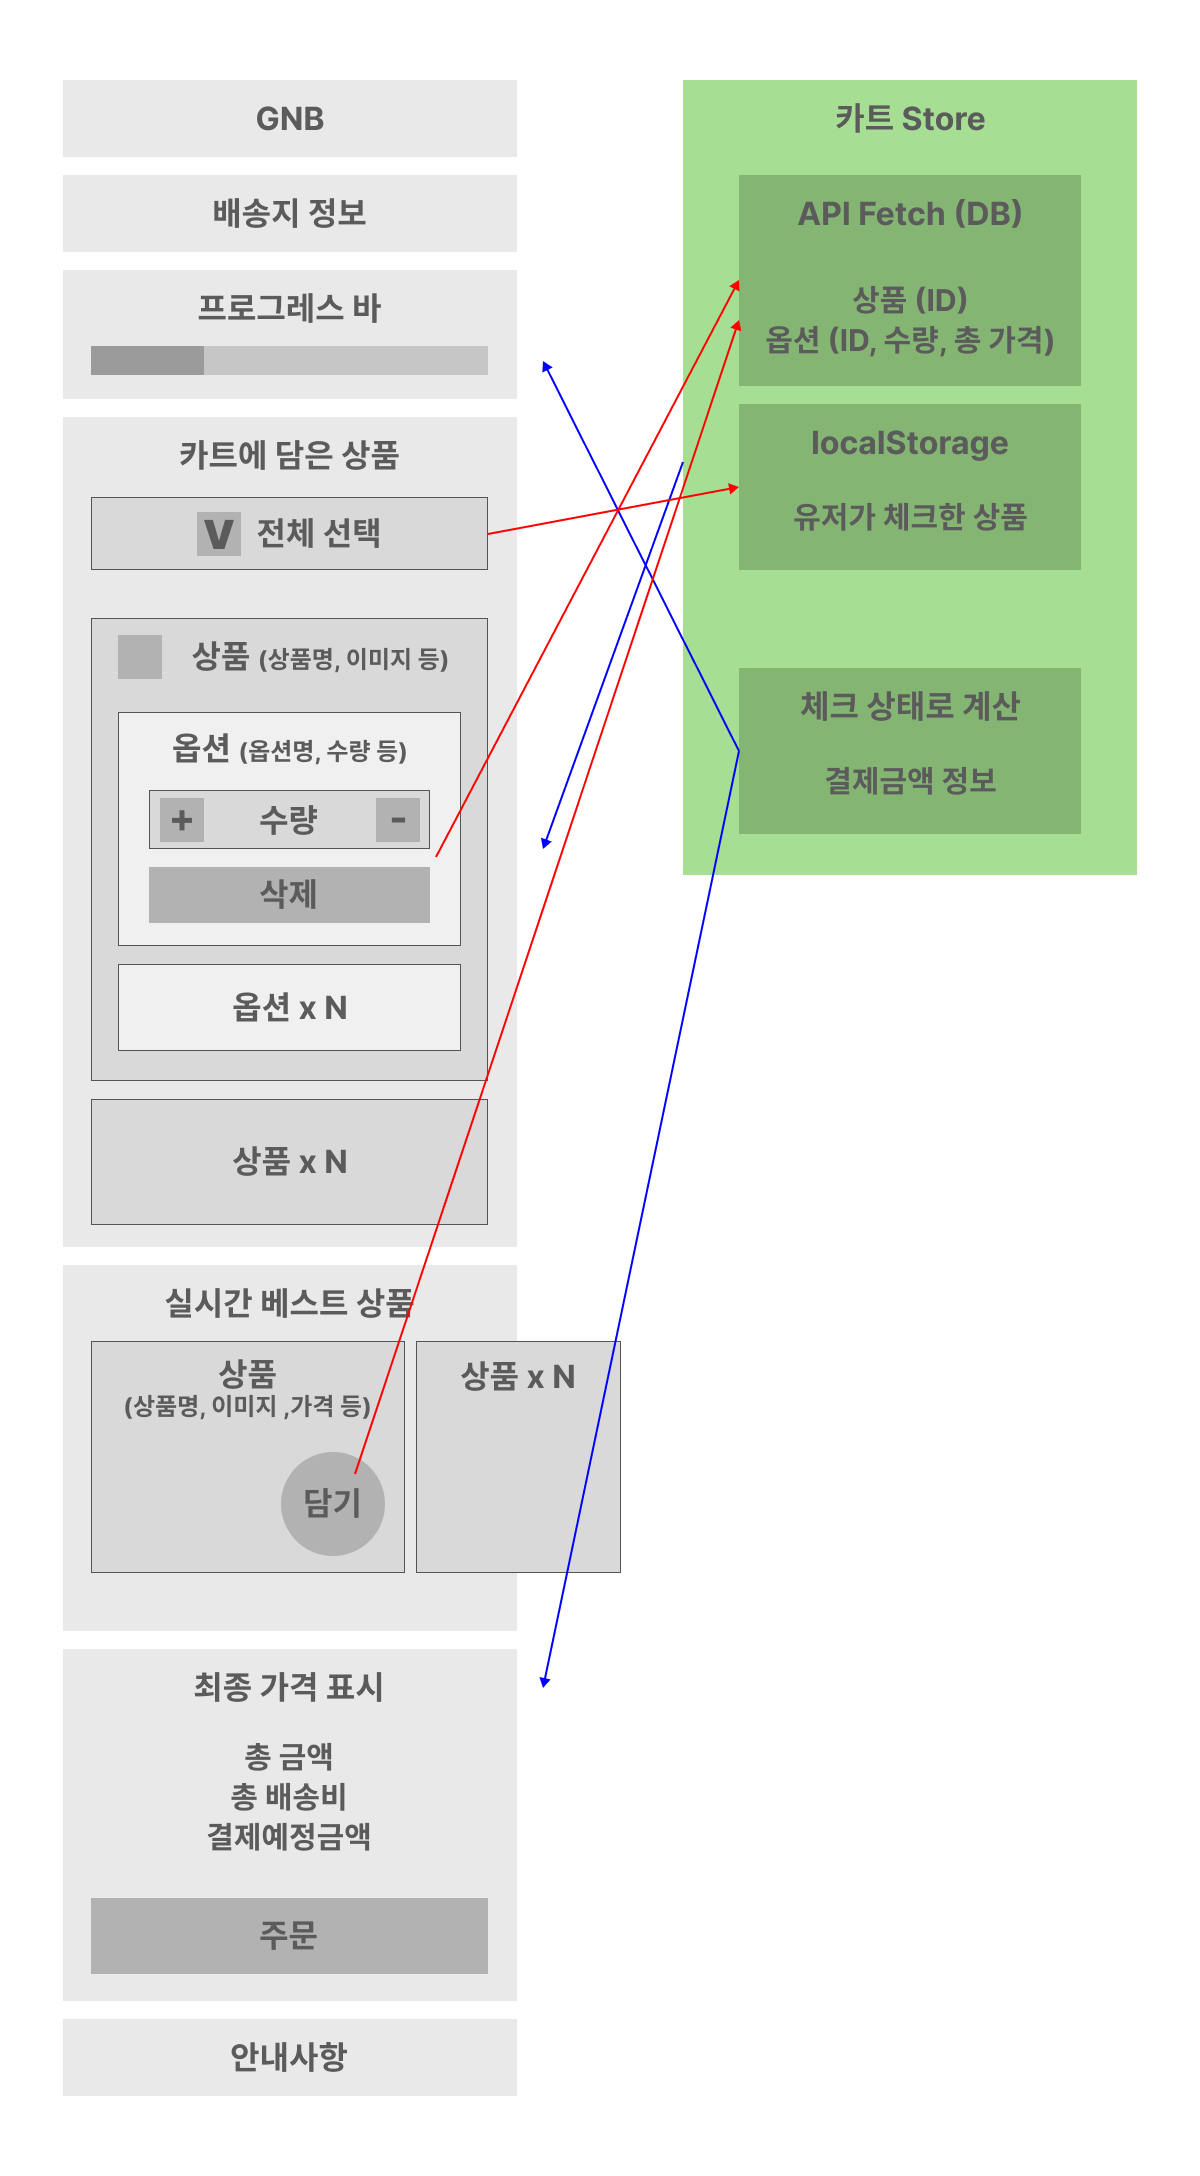 GNB
배송지 정보
프로그레스 바
카트에 담은 상품
V 전체 선택
상품 (상품명, 이미지 등)
옵션 (옵션명, 수량 등)
+ 수량 -
삭제
옵션 x N
상품 x N
실시간 베스트 상품
상품
(상품명, 이미지 ,가격 등)
담기
상품 x N
최종 가격 표시
총 금액
총 배송비
결제예정금액
주문
안내사항
카트 Store
API Fetch (DB)
상품 (ID)
옵션 (ID, 수량, 총 가격)
localStorage
유저가 체크한 상품
체크 상태로 계산
결제금액 정보